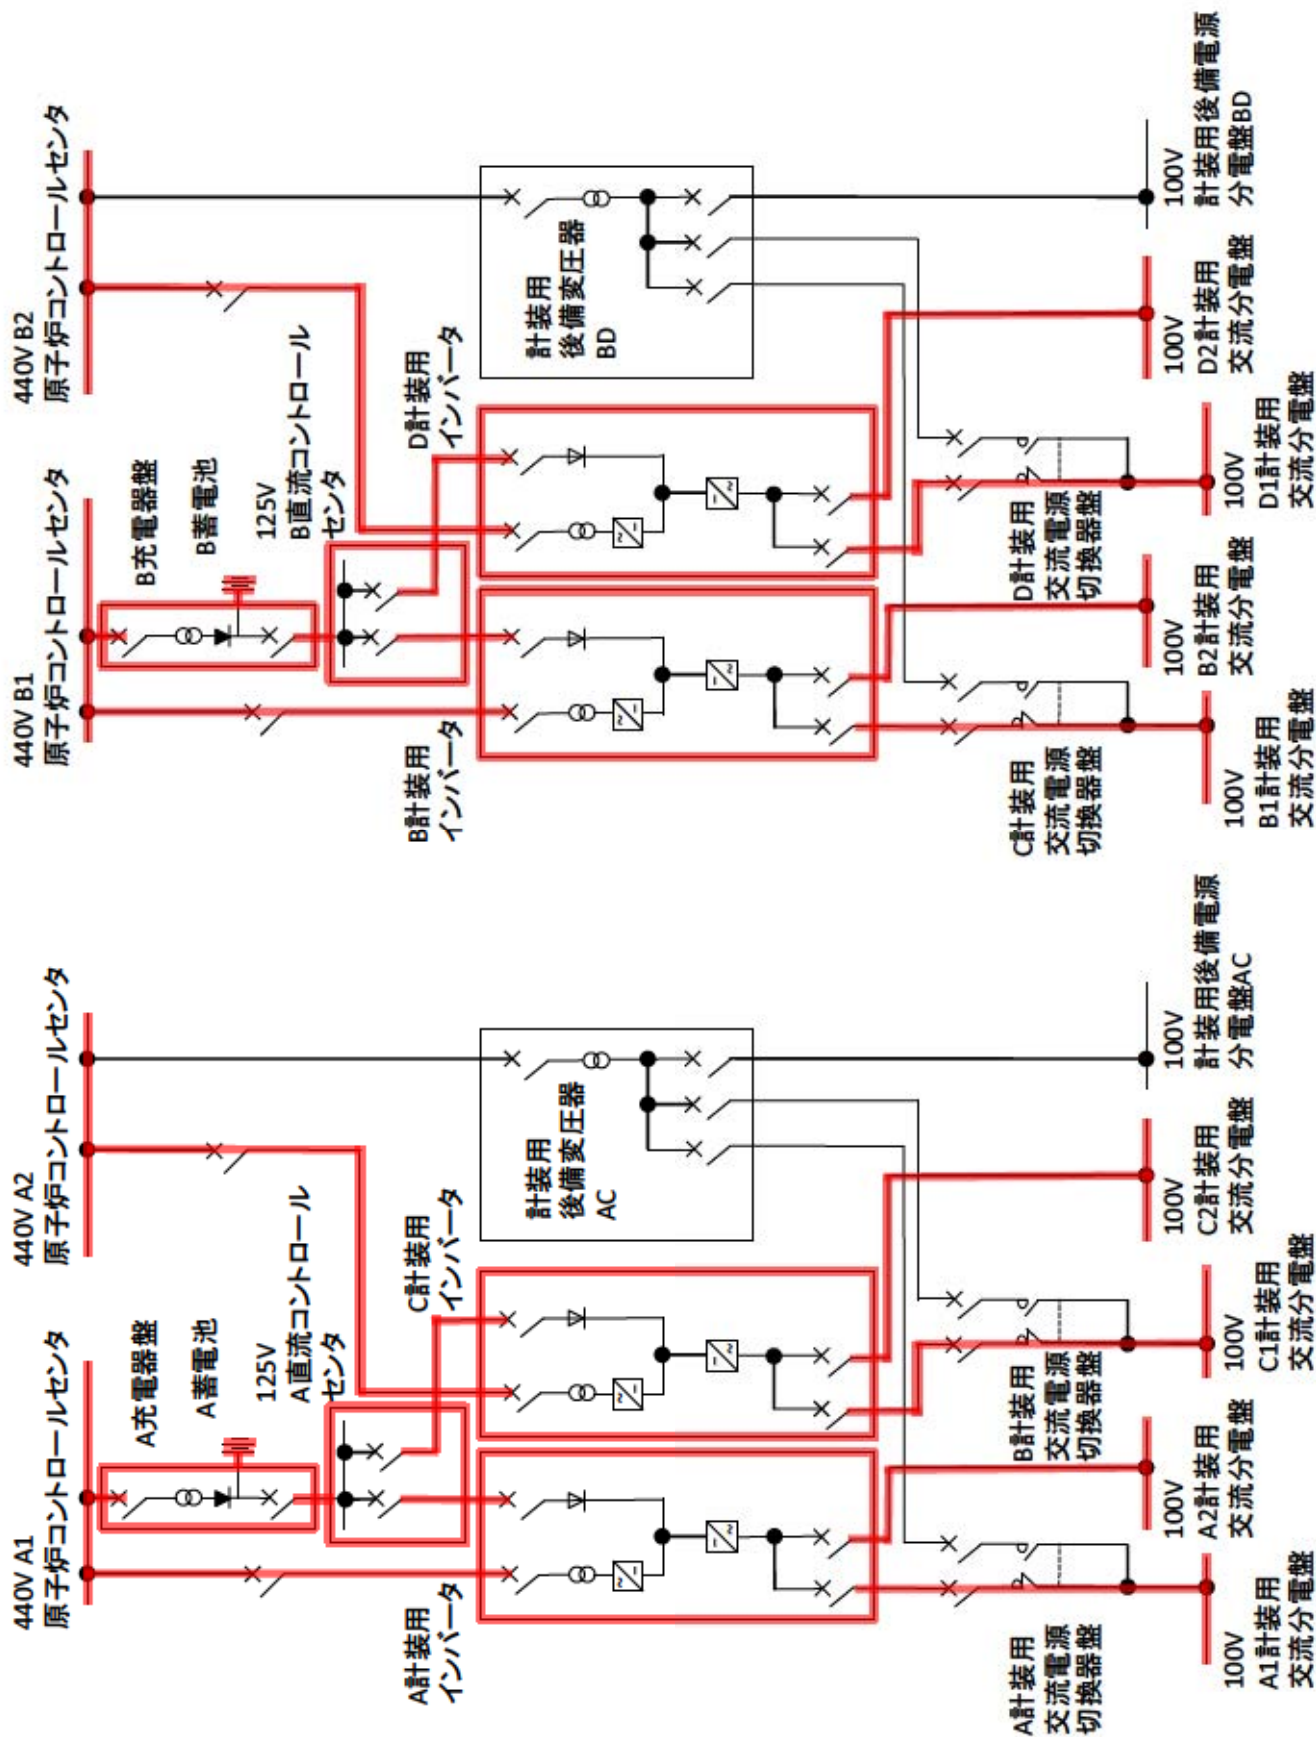 440V A1
原子炉コントロールセンタ
440V A2
原子炉コントロールセンタ
440V B1
原子炉コントロールセンタ
440V B2
原子炉コントロールセンタ
A充電器盤
A蓄電池
125V
A直流コントロール
センタ
B充電器盤
B蓄電池
125V
B直流コントロール
センタ
A計装用
インバータ
C計装用
インバータ
B計装用
インバータ
D計装用
インバータ
計装用
後備変圧器
AC
計装用
後備変圧器
BD
A計装用
交流電源
切換器盤
B計装用
交流電源
切換器盤
C計装用
交流電源
切換器盤
D計装用
交流電源
切換器盤
100V
A1計装用
交流分電盤
100V
A2計装用
交流分電盤
100V
C1計装用
交流分電盤
100V
C2計装用
交流分電盤
100V
計装用後備電源
分電盤AC
100V
B1計装用
交流分電盤
100V
B2計装用
交流分電盤
100V
D1計装用
交流分電盤
100V
D2計装用
交流分電盤
100V
計装用後備電源
分電盤BD